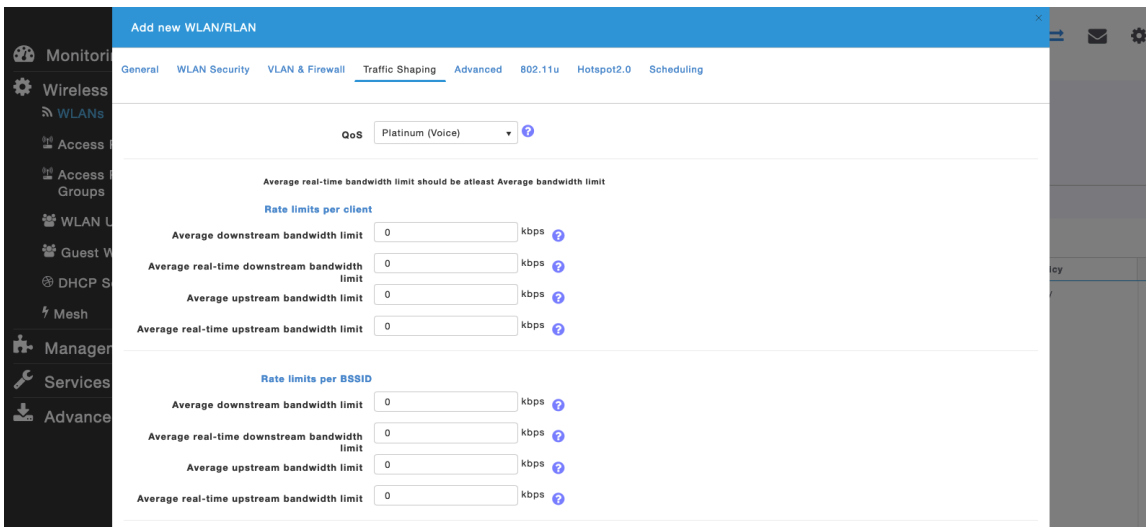 Add new WLAN/RLAN
×
General WLAN Security VLAN & Firewall Traffic Shaping Advanced 802.11u Hotspot2.0 Scheduling
QoS Platinum (Voice)
Average real-time bandwidth limit should be atleast Average bandwidth limit
Rate limits per client
Average downstream bandwidth limit 0 kbps
Average real-time downstream bandwidth
limit 0 kbps
Average upstream bandwidth limit 0 kbps
Average real-time upstream bandwidth limit 0 kbps
Rate limits per BSSID
Average downstream bandwidth limit 0 kbps
Average real-time downstream bandwidth
limit 0 kbps
Average upstream bandwidth limit 0 kbps
Average real-time upstream bandwidth limit 0 kbps
Monitori
Wireless
WLANs
Access
Access
Groups
WLAN U
Guest W
DHCP S
Mesh
Manager
Services
Advance
icy